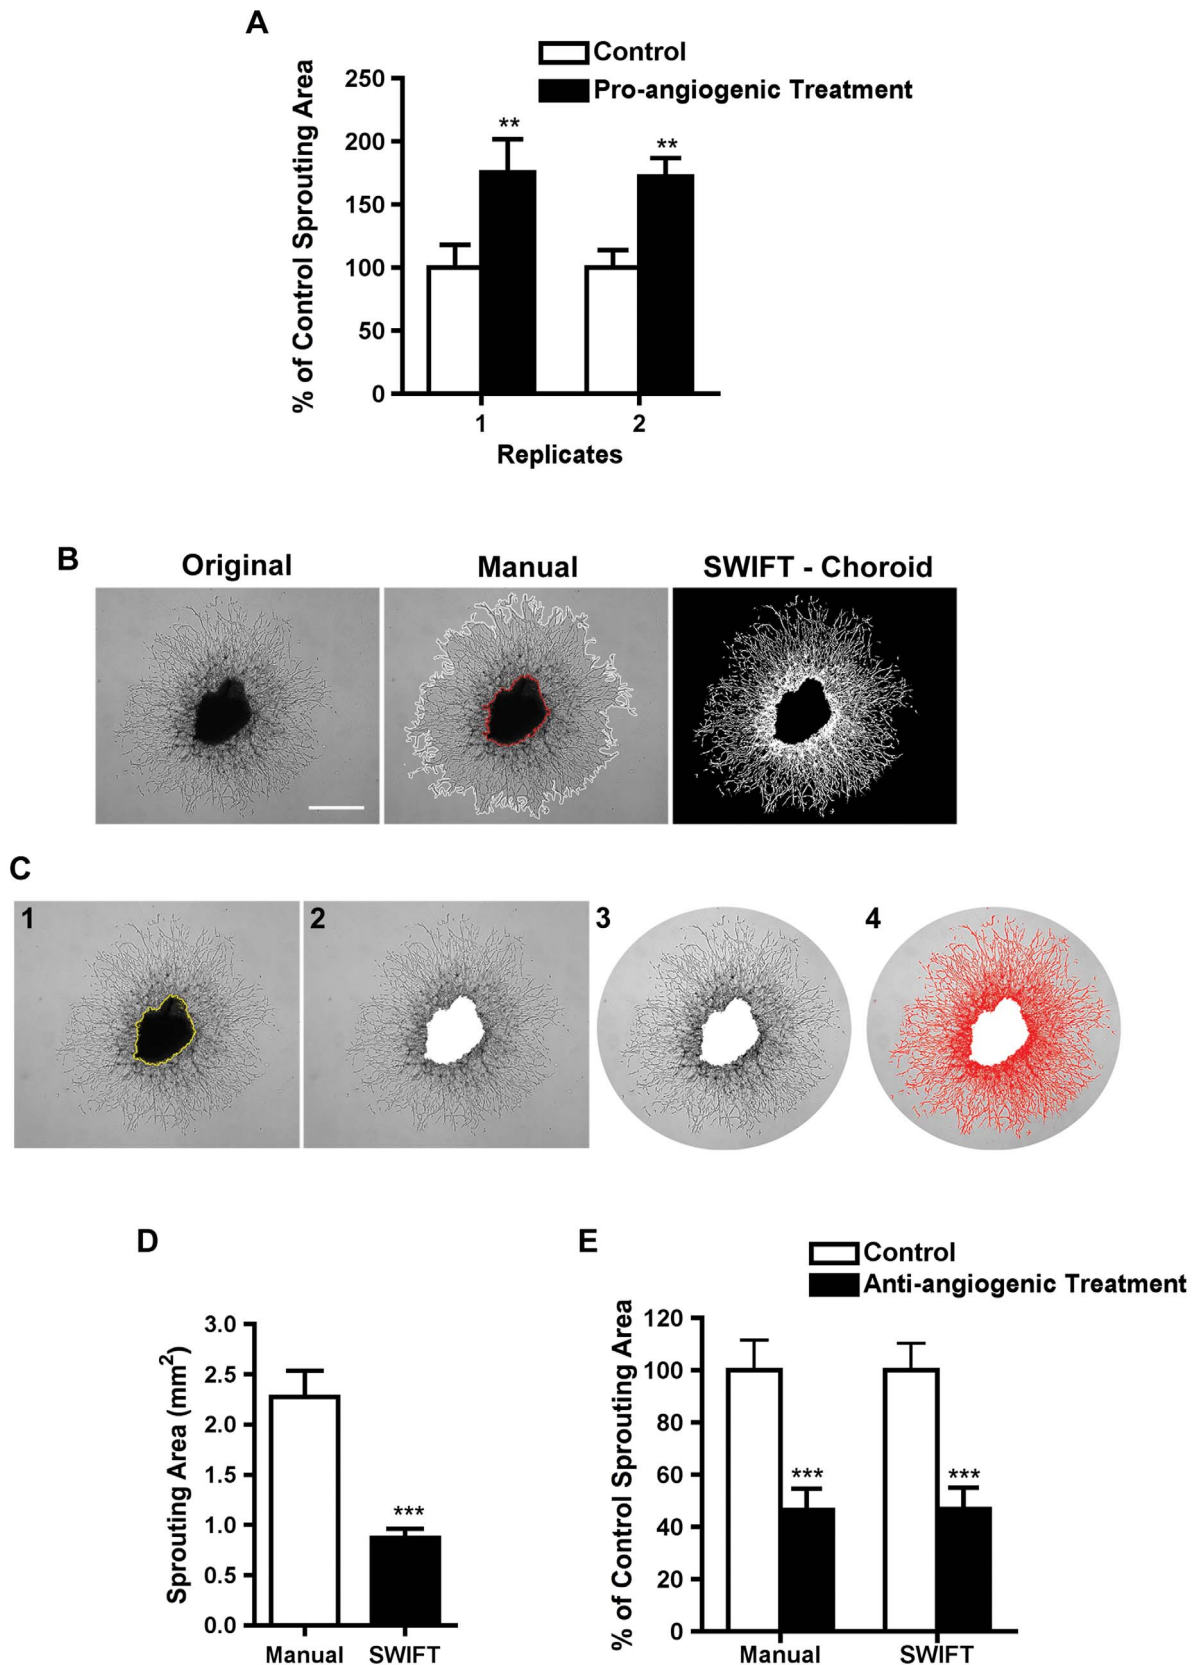 A
Control
Pro-angiogenic Treatment
% of Control Sprouting Area
250
200
150
100
50
0
**
**
1
2
Replicates
B
Original
Manual
SWIFT - Choroid
C
1
2
3
4
D
Sprouting Area (mm2)
3.0
2.5
2.0
1.5
1.0
0.5
0.0
***
Manual
SWIFT
E
Control
Anti-angiogenic Treatment
% of Control Sprouting Area
120
100
80
60
40
20
0
***
***
Manual
SWIFT